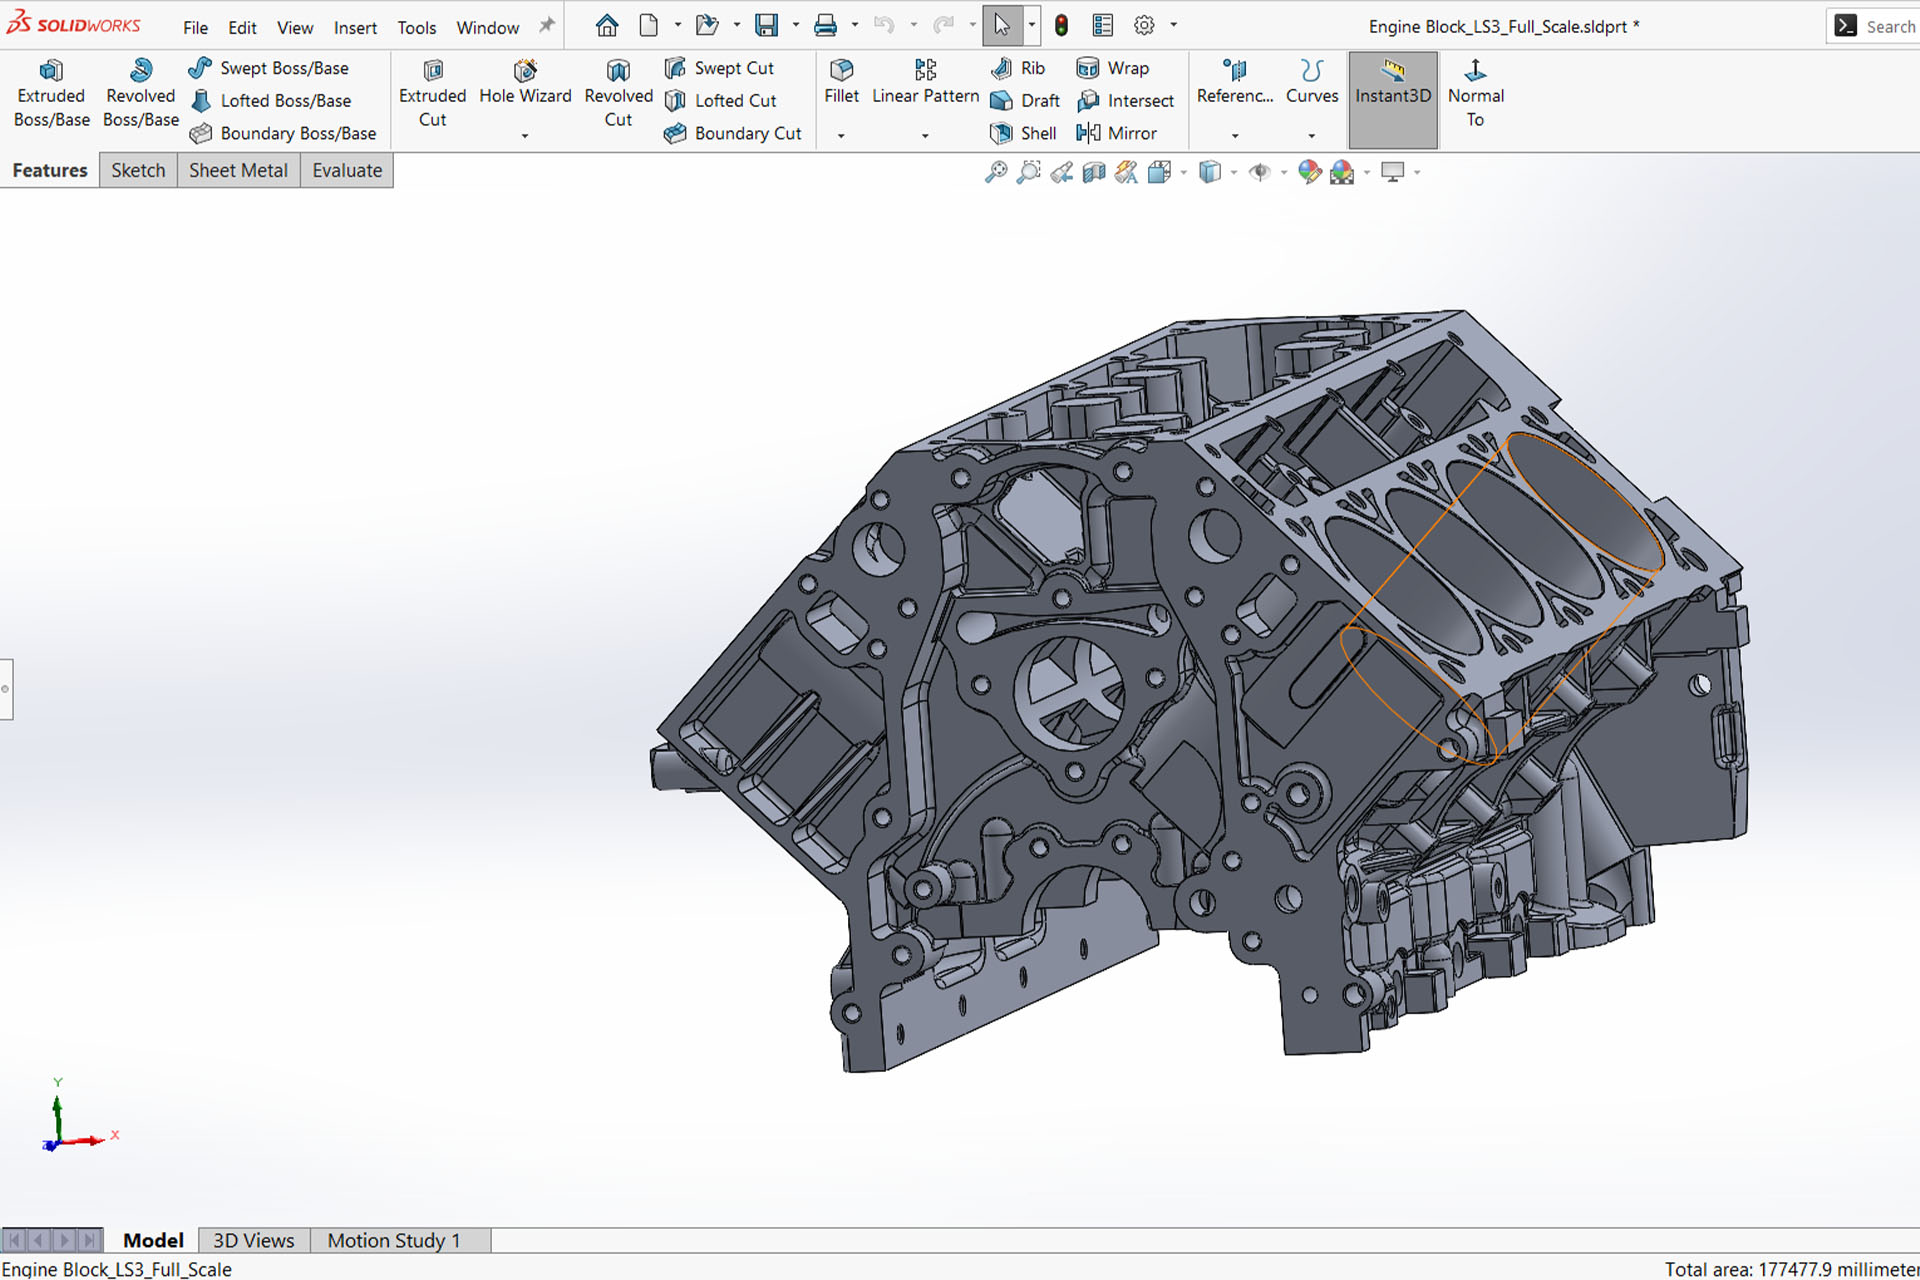 SOLIDWORKS File Edit View Insert Tools Window Engine Block_LS3_Full_Scale.sldprt * Search
Extruded Boss/Base
Revolved Boss/Base
Swept Boss/Base
Lofted Boss/Base
Boundary Boss/Base
Extruded Cut
Hole Wizard
Revolved Cut
Swept Cut
Lofted Cut
Boundary Cut
Fillet
Linear Pattern
Rib
Draft
Shell
Wrap
Intersect
Mirror
Referenc...
Curves
Instant3D
Normal To
Features Sketch Sheet Metal Evaluate
Y
X
Model 3D Views Motion Study 1
Engine Block_LS3_Full_Scale Total area: 177477.9 millimeter